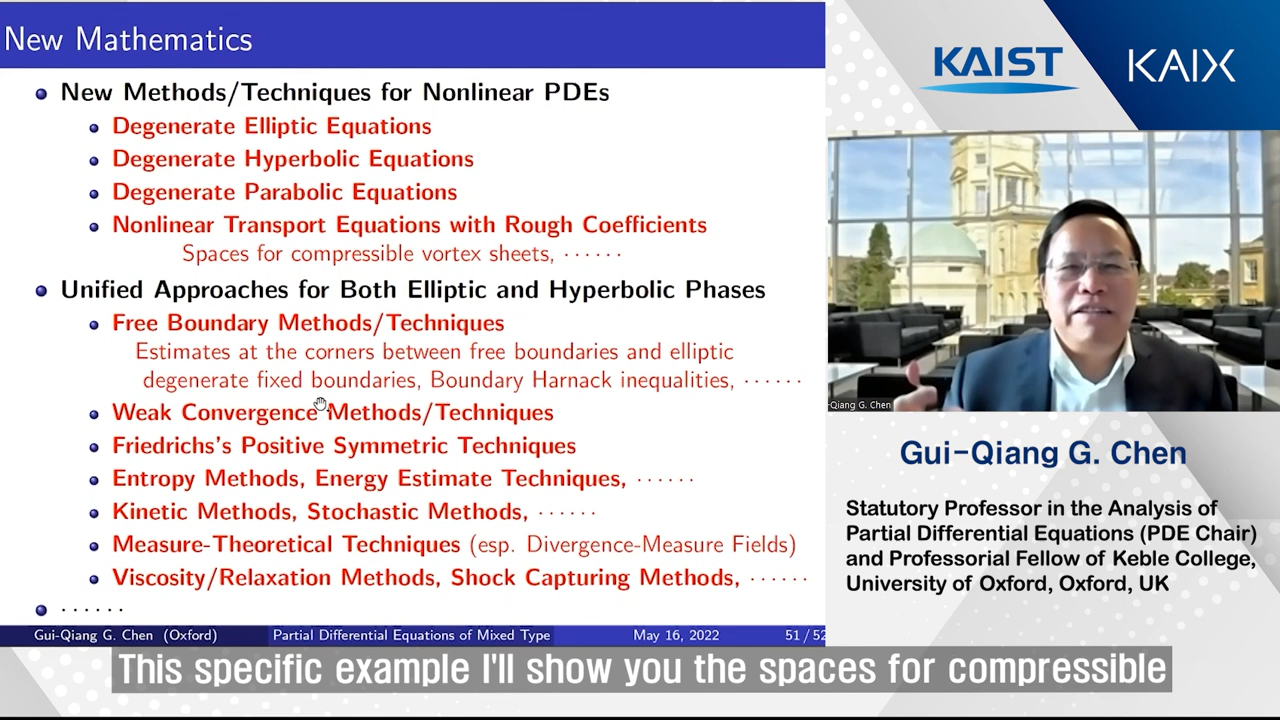 New Mathematics
New Methods/Techniques for Nonlinear PDEs
Degenerate Elliptic Equations
Degenerate Hyperbolic Equations
Degenerate Parabolic Equations
Nonlinear Transport Equations with Rough Coefficients
Spaces for compressible vortex sheets, ······
Unified Approaches for Both Elliptic and Hyperbolic Phases
Free Boundary Methods/Techniques
Estimates at the corners between free boundaries and elliptic
degenerate fixed boundaries, Boundary Harnack inequalities, ······
Weak Convergence Methods/Techniques
Friedrichs's Positive Symmetric Techniques
Entropy Methods, Energy Estimate Techniques, ······
Kinetic Methods, Stochastic Methods, ······
Measure-Theoretical Techniques (esp. Divergence-Measure Fields)
Viscosity/Relaxation Methods, Shock Capturing Methods, ······
······
Gui-Qiang G. Chen (Oxford) Partial Differential Equations of Mixed Type May 16, 2022 51 / 52
KAIST KAIX
-Qiang G. Chen
Gui-Qiang G. Chen
Statutory Professor in the Analysis of
Partial Differential Equations (PDE Chair)
and Professorial Fellow of Keble College,
University of Oxford, Oxford, UK
This specific example I'll show you the spaces for compressible